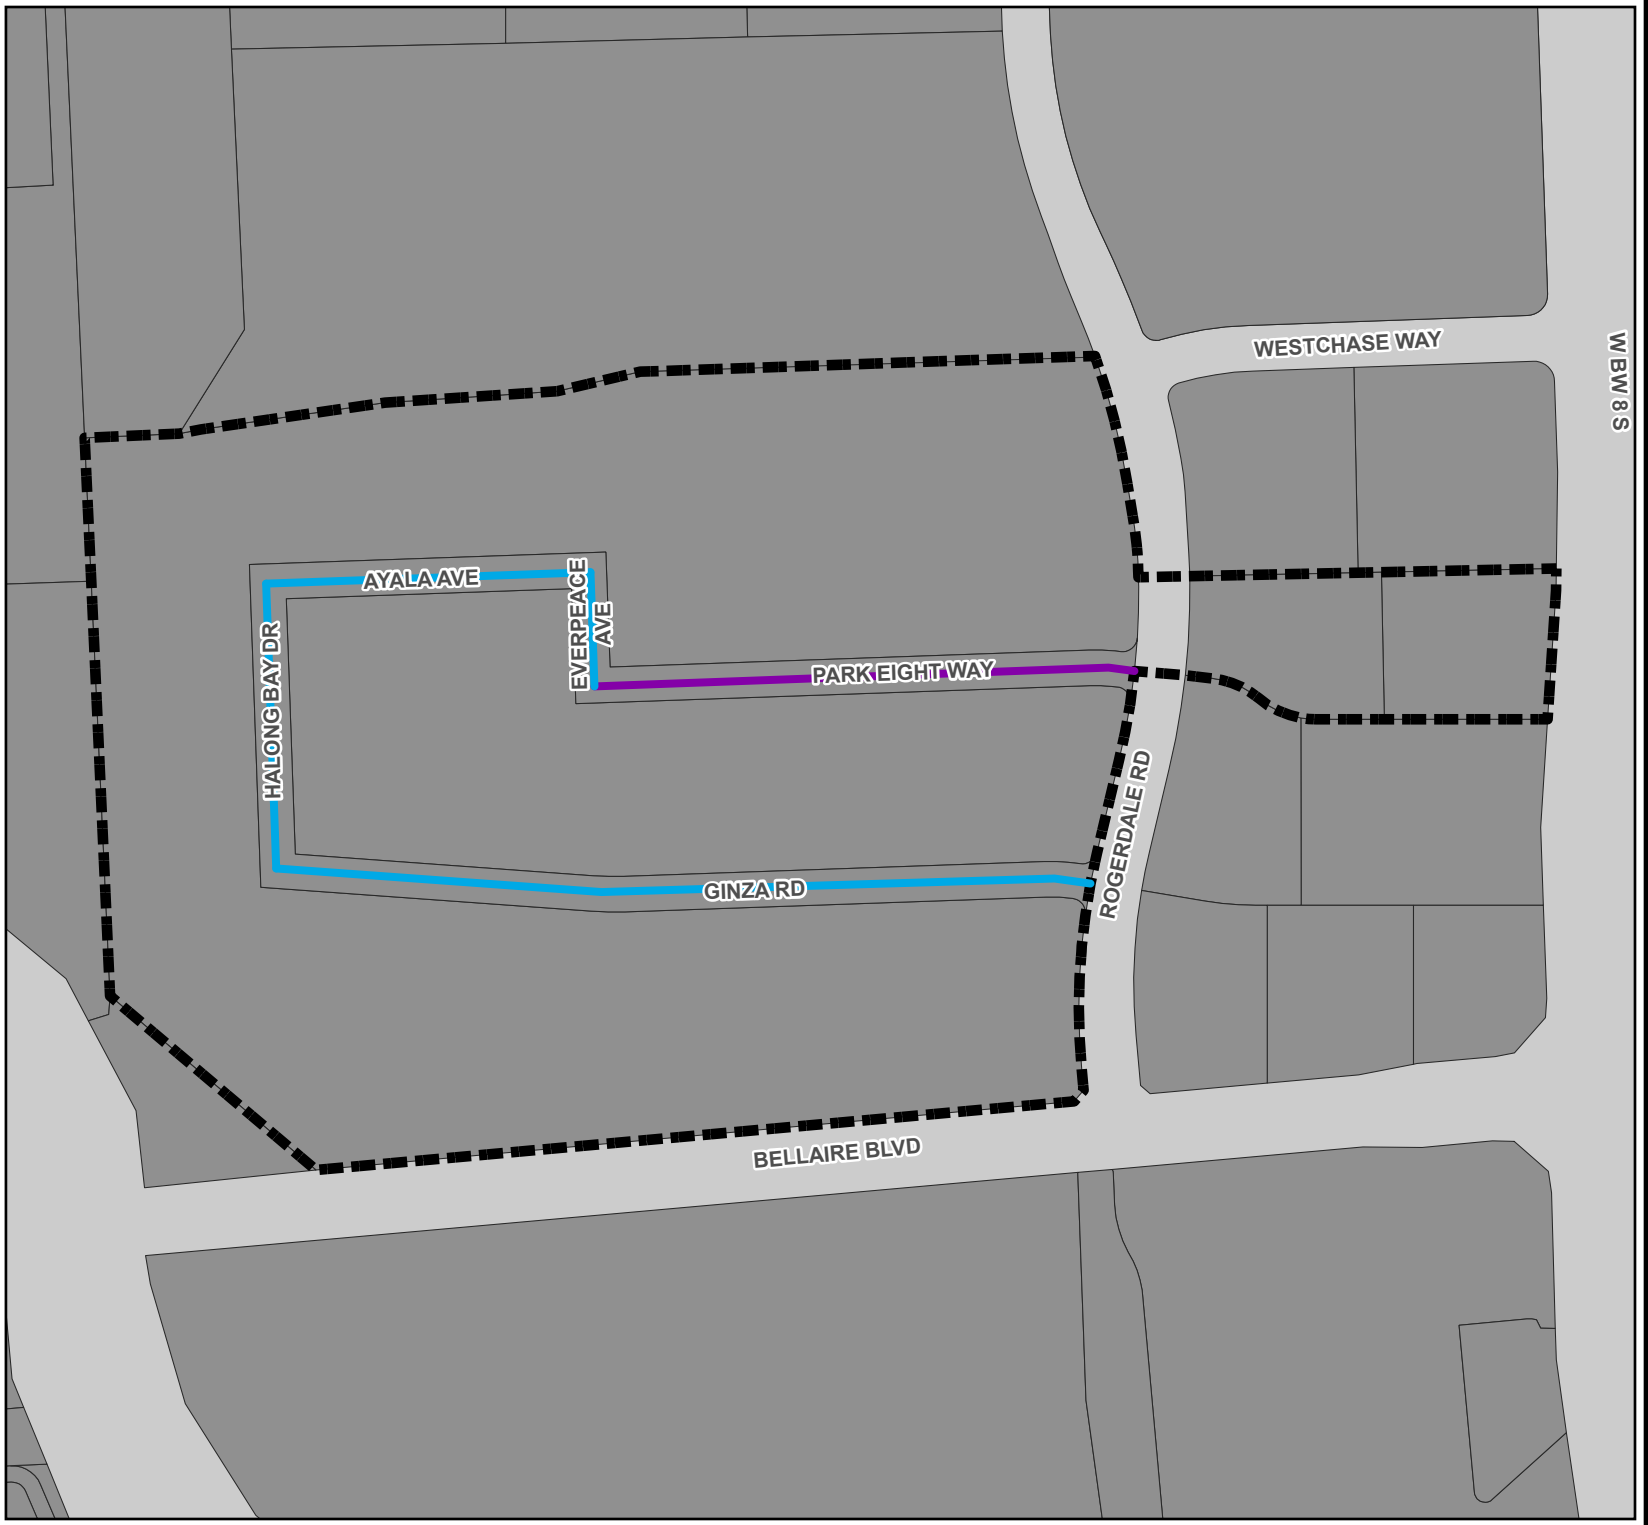 WESTCHASE WAY
W BW 8 S
AYALA AVE
EVERPEACE
AVE
HALONG BAY DR
PARK EIGHT WAY
ROGERDALE RD
GINZA RD
BELLAIRE BLVD